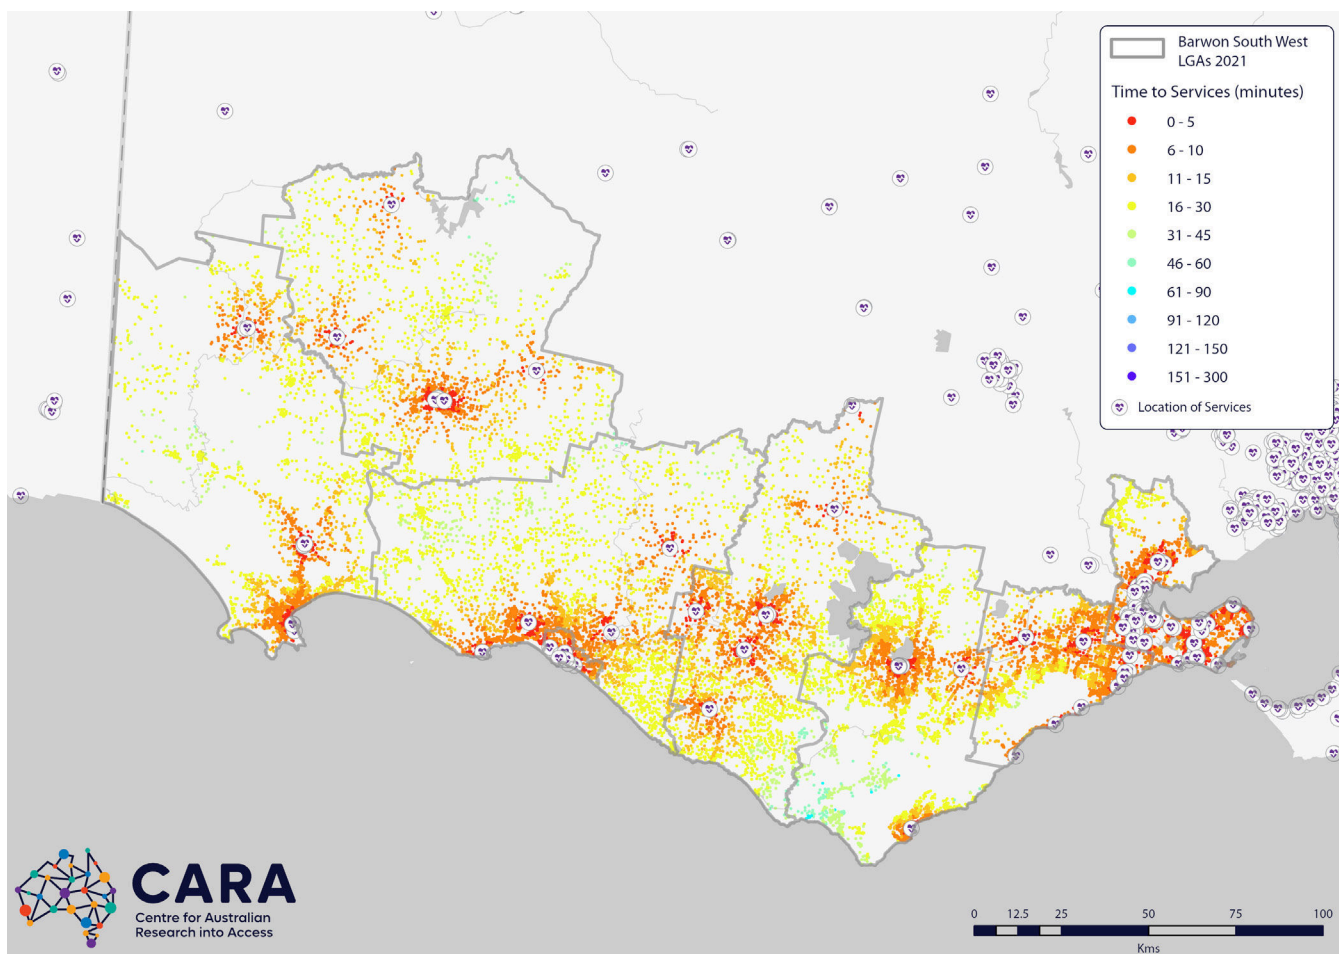 Barwon South West
LGAs 2021
Time to Services (minutes)
0 - 5
6 - 10
11 - 15
16 - 30
31 - 45
46 - 60
61 - 90
91 - 120
121 - 150
151 - 300
Location of Services
CARA
Centre for Australian
Research into Access
0 12.5 25 50 75 100
Kms